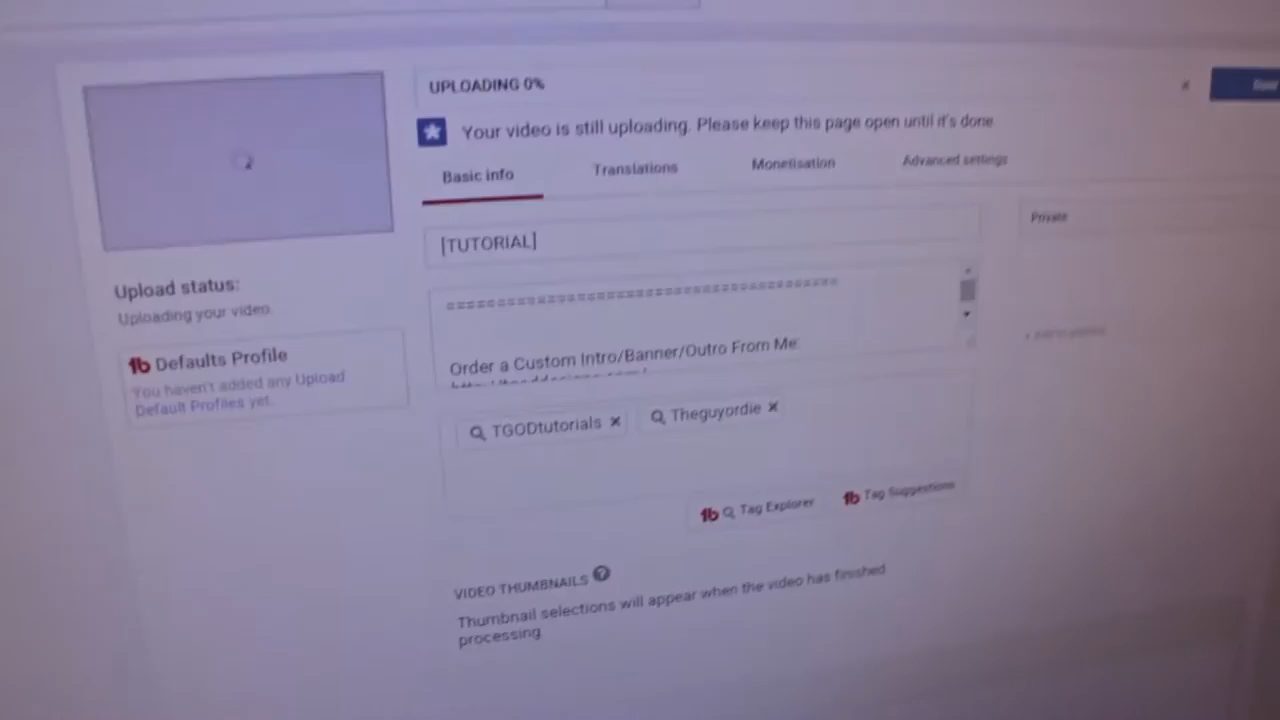 UPLOADING 0%
Your video is still uploading. Please keep this page open until it's done
Basic info
Translations
Monetisation
Advanced settings
[TUTORIAL]
Private
======================================
Order a Custom Intro/Banner/Outro From Me
Upload status:
Uploading your video
Defaults Profile
You haven't added any Upload
Default Profiles yet.
TGODtutorials ×
Theguyordie ×
Tag Explorer
Tag Suggestions
VIDEO THUMBNAILS ?
Thumbnail selections will appear when the video has finished
processing